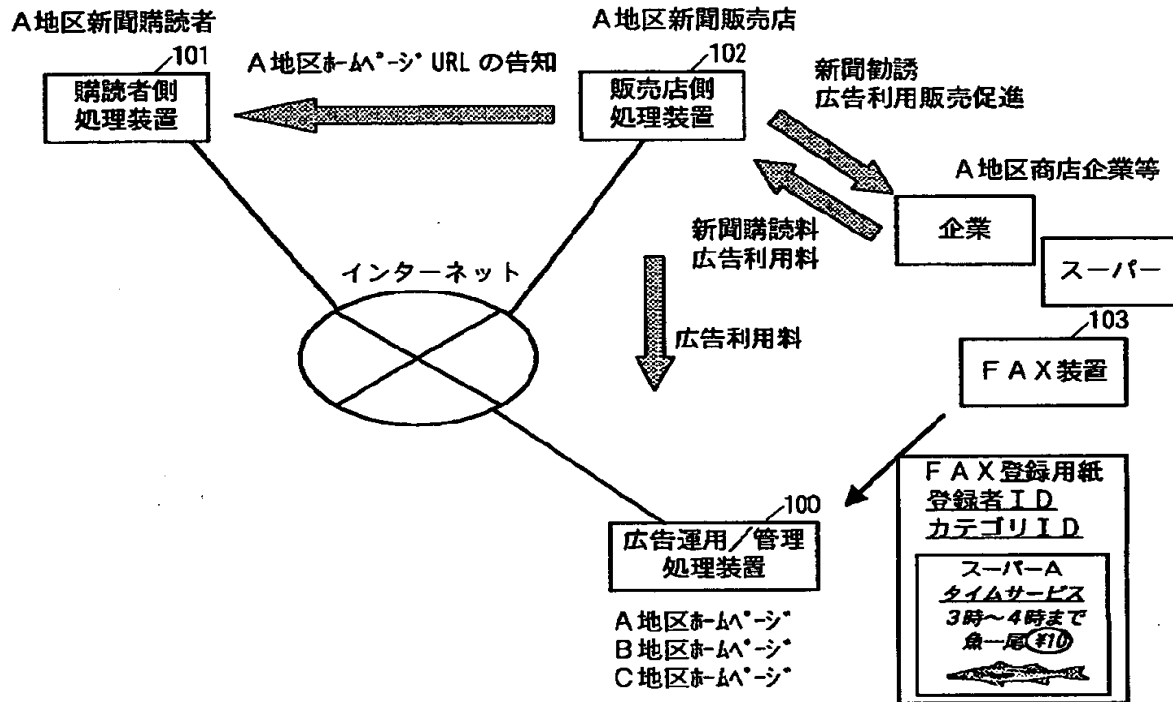 A地区新聞購読者
101
購読者側
処理装置
A地区ﾎｰﾑﾍﾟｰｼﾞ URL の告知
A地区新聞販売店
102
販売店側
処理装置
新聞勧誘
広告利用販売促進
A地区商店企業等
企業
スーパー
新聞購読料
広告利用料
インターネット
広告利用料
103
FAX装置
100
広告運用/管理
処理装置
A地区ﾎｰﾑﾍﾟｰｼﾞ
B地区ﾎｰﾑﾍﾟｰｼﾞ
C地区ﾎｰﾑﾍﾟｰｼﾞ
FAX登録用紙
登録者ID
カテゴリID
スーパーA
タイムサービス
3時～4時まで
魚一尾 ¥10